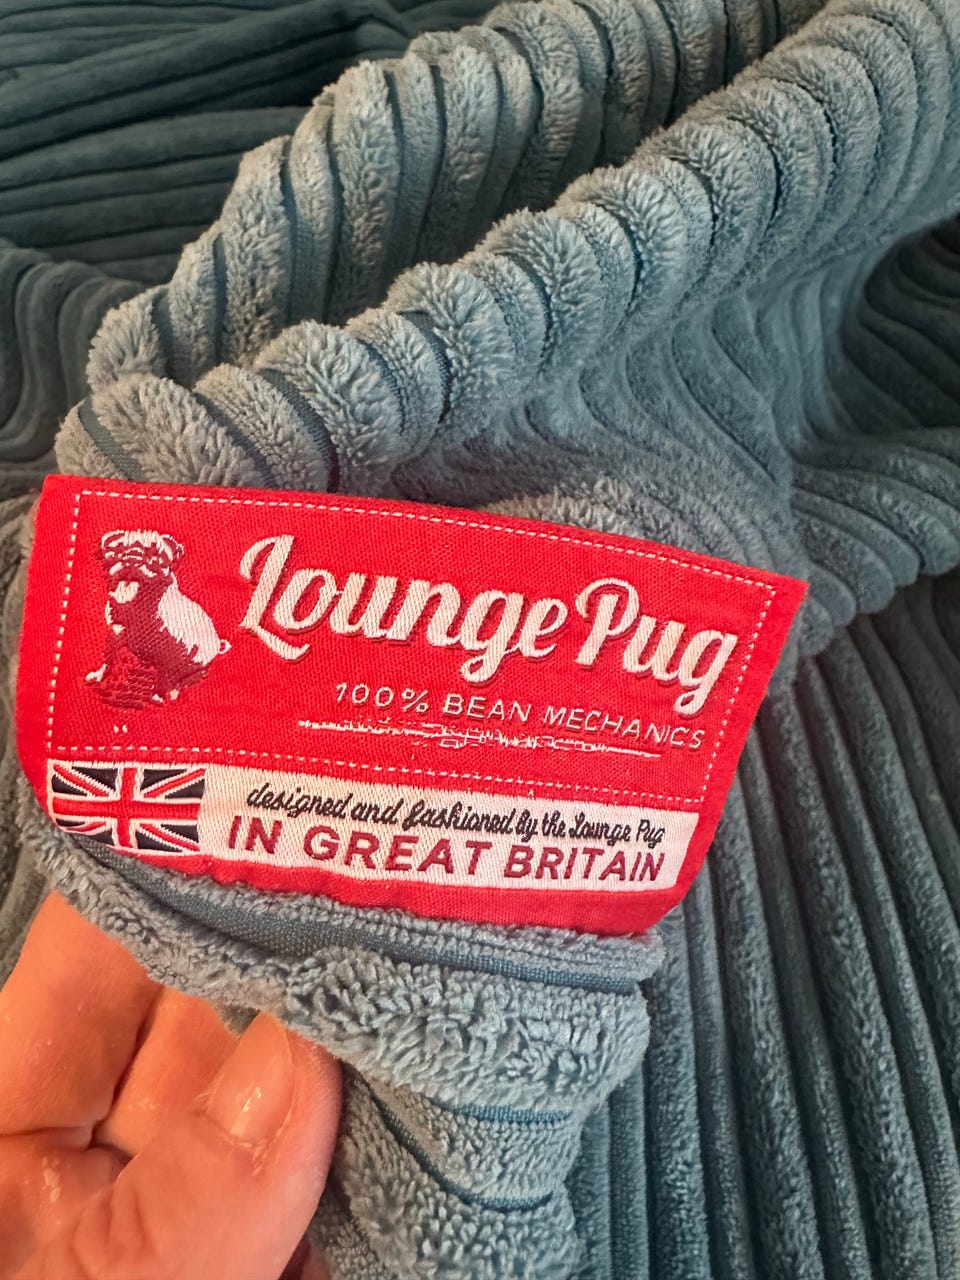 Lounge Pug
100% BEAN MECHANICS
designed and fashioned by the Lounge Pug
IN GREAT BRITAIN